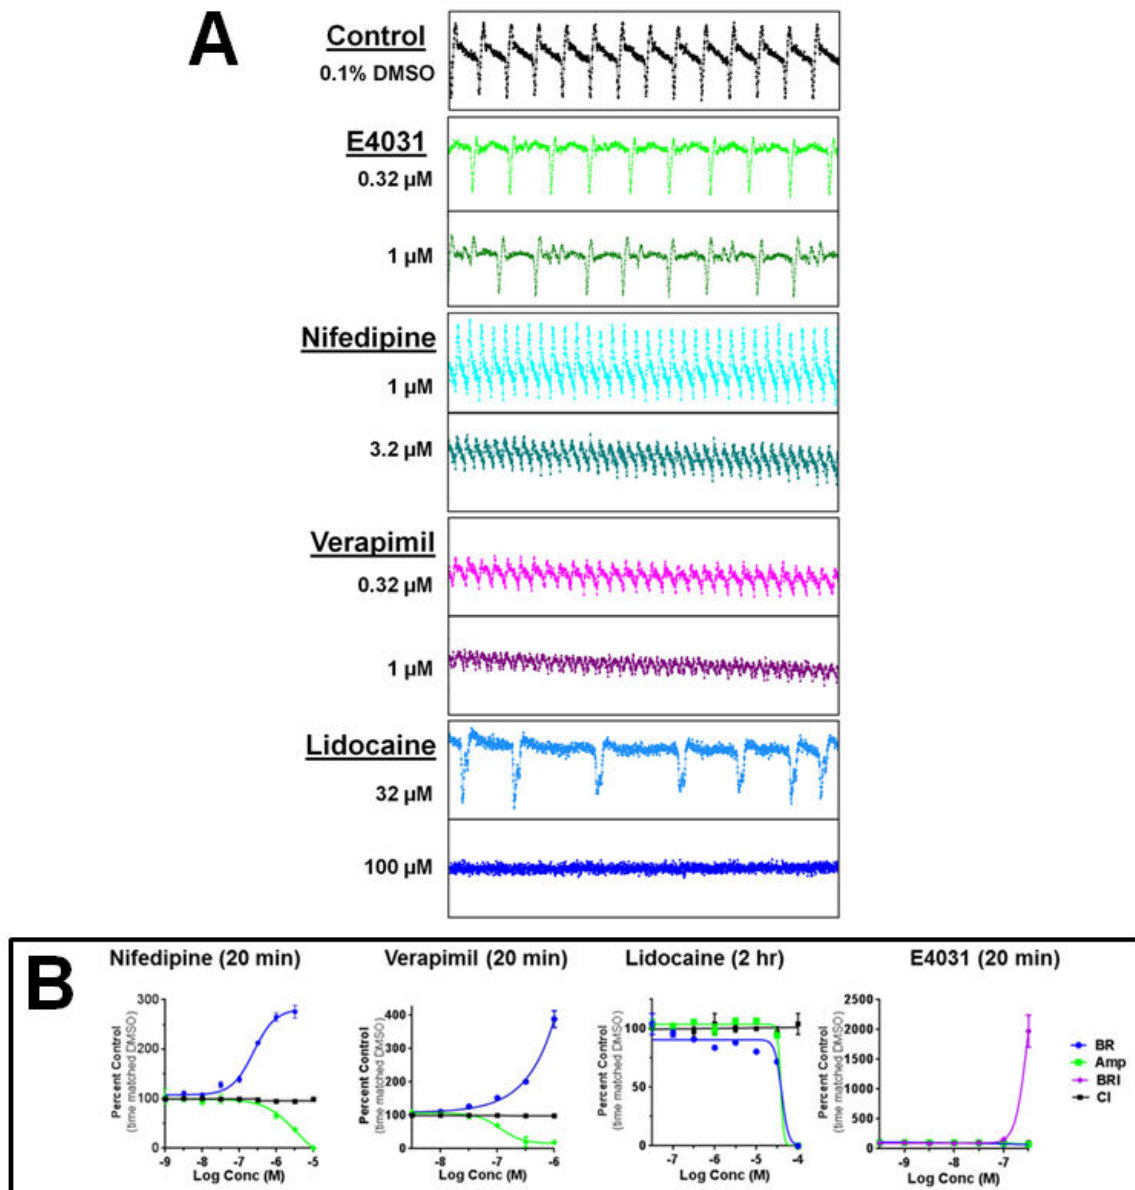 A
Control
0.1% DMSO
E4031
0.32 µM
1 µM
Nifedipine
1 µM
3.2 µM
Verapimil
0.32 µM
1 µM
Lidocaine
32 µM
100 µM
B
Nifedipine (20 min)
Percent Control
(time matched DMSO)
300
200
100
0
-9 -8 -7 -6 -5
Log Conc (M)
Verapimil (20 min)
Percent Control
(time matched DMSO)
400
300
200
100
0
-8 -7 -6
Log Conc (M)
Lidocaine (2 hr)
Percent Control
(time matched DMSO)
100
50
0
-7 -6 -5 -4
Log Conc (M)
E4031 (20 min)
Percent Control
(time matched DMSO)
2500
2000
1500
1000
500
0
-9 -8 -7
Log Conc (M)
BR
Amp
BRI
CI